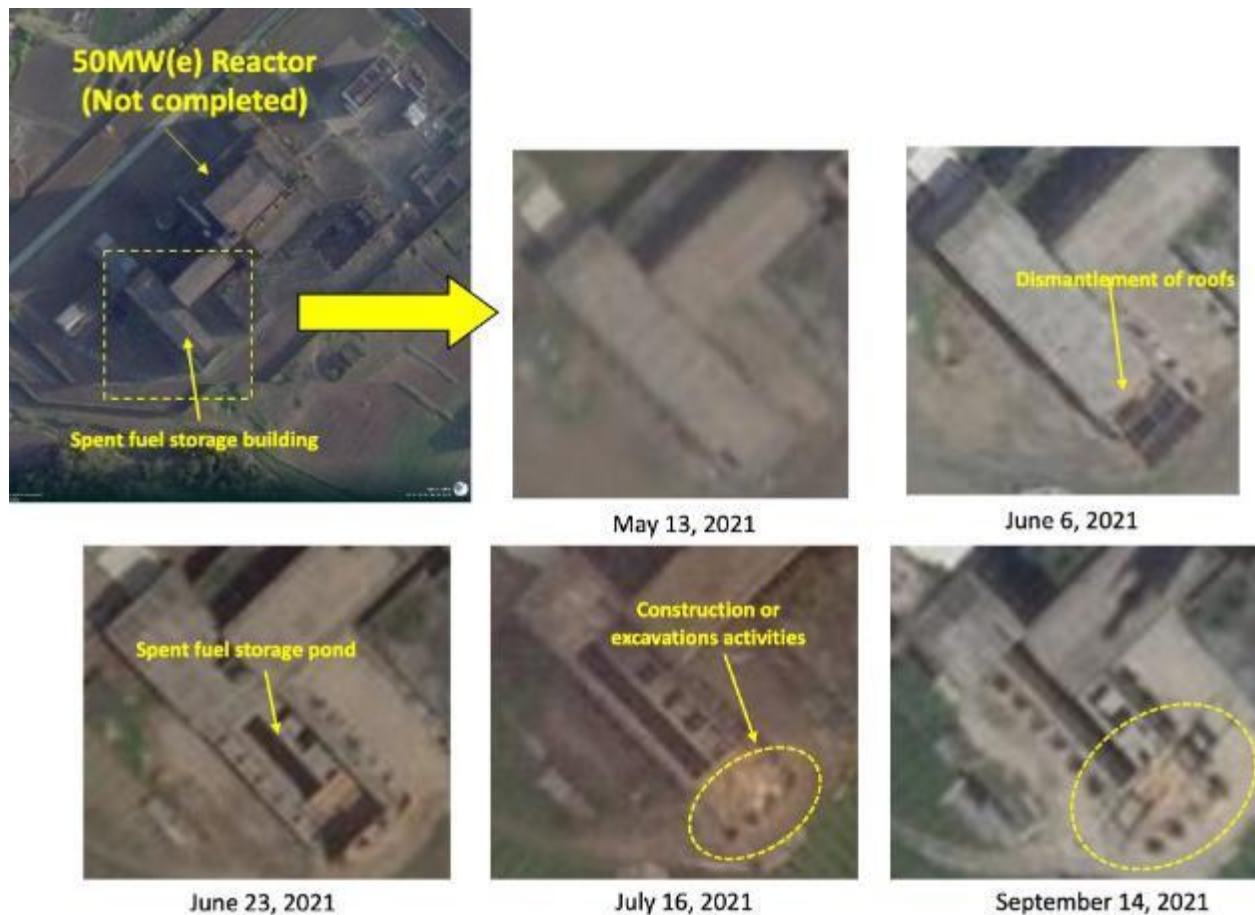 50MW(e) Reactor
(Not completed)
Spent fuel storage building
May 13, 2021
Dismantlement of roofs
June 6, 2021
Spent fuel storage pond
June 23, 2021
Construction or
excavations activities
July 16, 2021
September 14, 2021